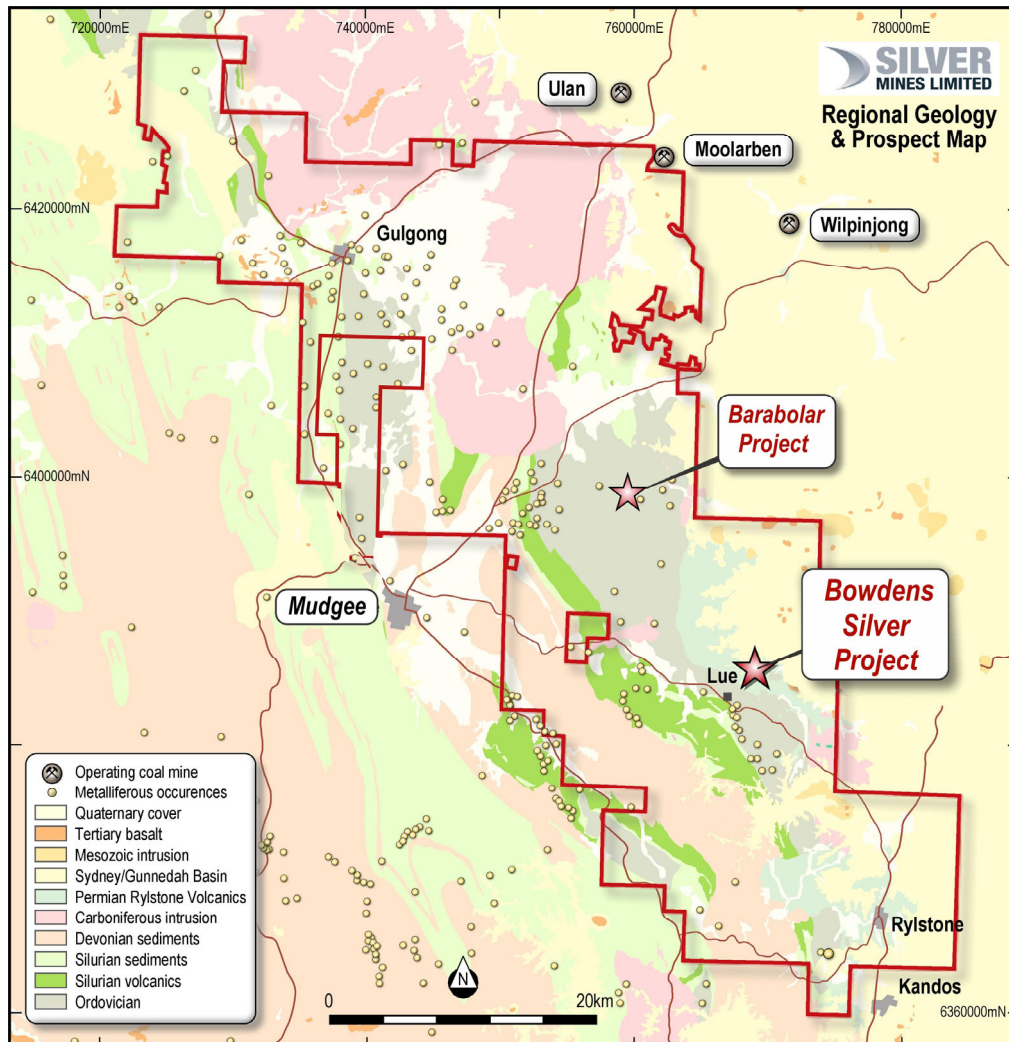 720000mE
740000mE
760000mE
780000mE
SILVER
MINES LIMITED
Regional Geology
& Prospect Map
Ulan
Moolarben
Wilpinjong
6420000mN
Gulgong
Barabolar
Project
6400000mN
Bowdens
Silver
Project
Mudgee
Lue
Operating coal mine
Metalliferous occurences
Quaternary cover
Tertiary basalt
Mesozoic intrusion
Sydney/Gunnedah Basin
Permian Rylstone Volcanics
Carboniferous intrusion
Devonian sediments
Silurian sediments
Silurian volcanics
Ordovician
N
0
20km
Rylstone
Kandos
6360000mN